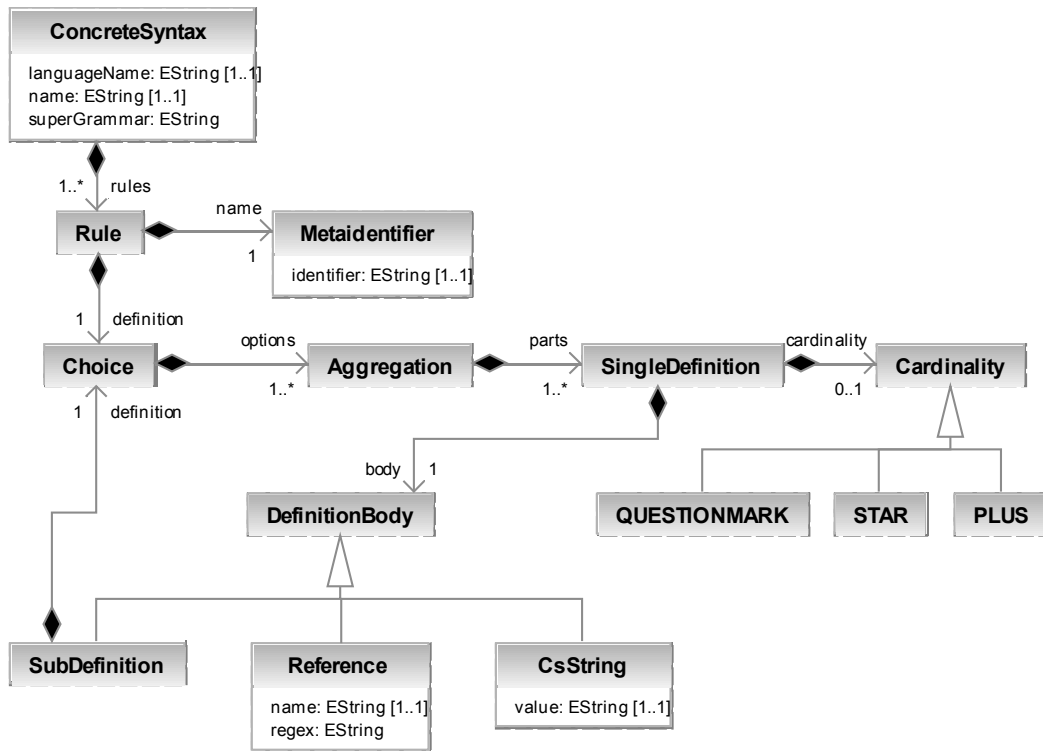 ConcreteSyntax
languageName: EString [1..1]
name: EString [1..1]
superGrammar: EString
1..* rules
Rule
name
1
Metaidentifier
identifier: EString [1..1]
1 definition
Choice
options
1..*
Aggregation
parts
1..*
SingleDefinition
cardinality
0..1
Cardinality
1 definition
body 1
DefinitionBody
QUESTIONMARK
STAR
PLUS
SubDefinition
Reference
name: EString [1..1]
regex: EString
CsString
value: EString [1..1]